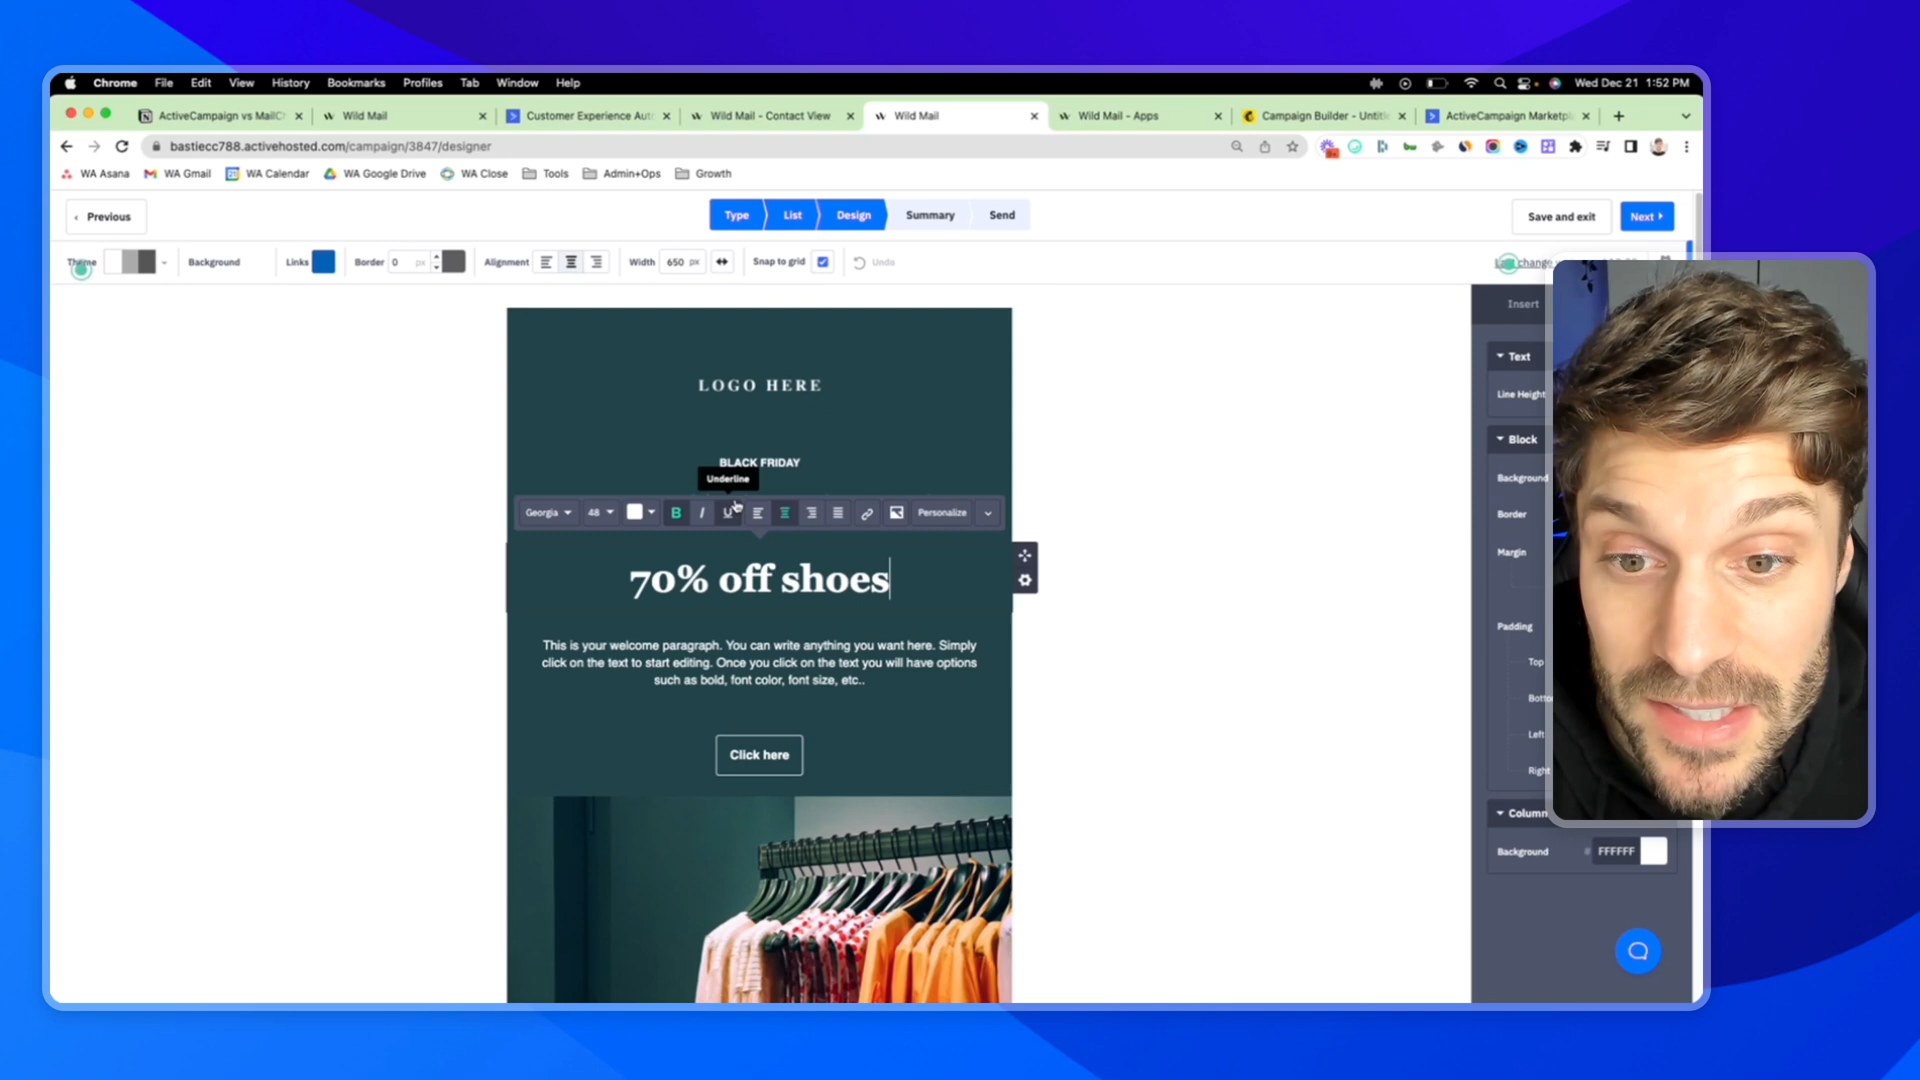 Chrome File Edit View History Bookmarks Profiles Tab Window Help Wed Dec 21 1:52 PM
ActiveCampaign vs MailCh Wild Mail Customer Experience Auto Wild Mail - Contact View Wild Mail Wild Mail - Apps Campaign Builder - Untitle ActiveCampaign Marketpl
bastiecc788.activehosted.com/campaign/3847/designer
WA Asana WA Gmail WA Calendar WA Google Drive WA Close Tools Admin+Ops Growth
Previous Type List Design Summary Send Save and exit Next
Theme Background Links Border 0 px Alignment Width 650 px Snap to grid Undo change
Insert
LOGO HERE
Text
Line Height
BLACK FRIDAY
Underline
Block
Background
Georgia 48 B I U Personalize
Border
Margin
70% off shoes
Padding
This is your welcome paragraph. You can write anything you want here. Simply
click on the text to start editing. Once you click on the text you will have options
such as bold, font color, font size, etc..
Top
Botto
Left
Right
Click here
Column
Background # FFFFFF